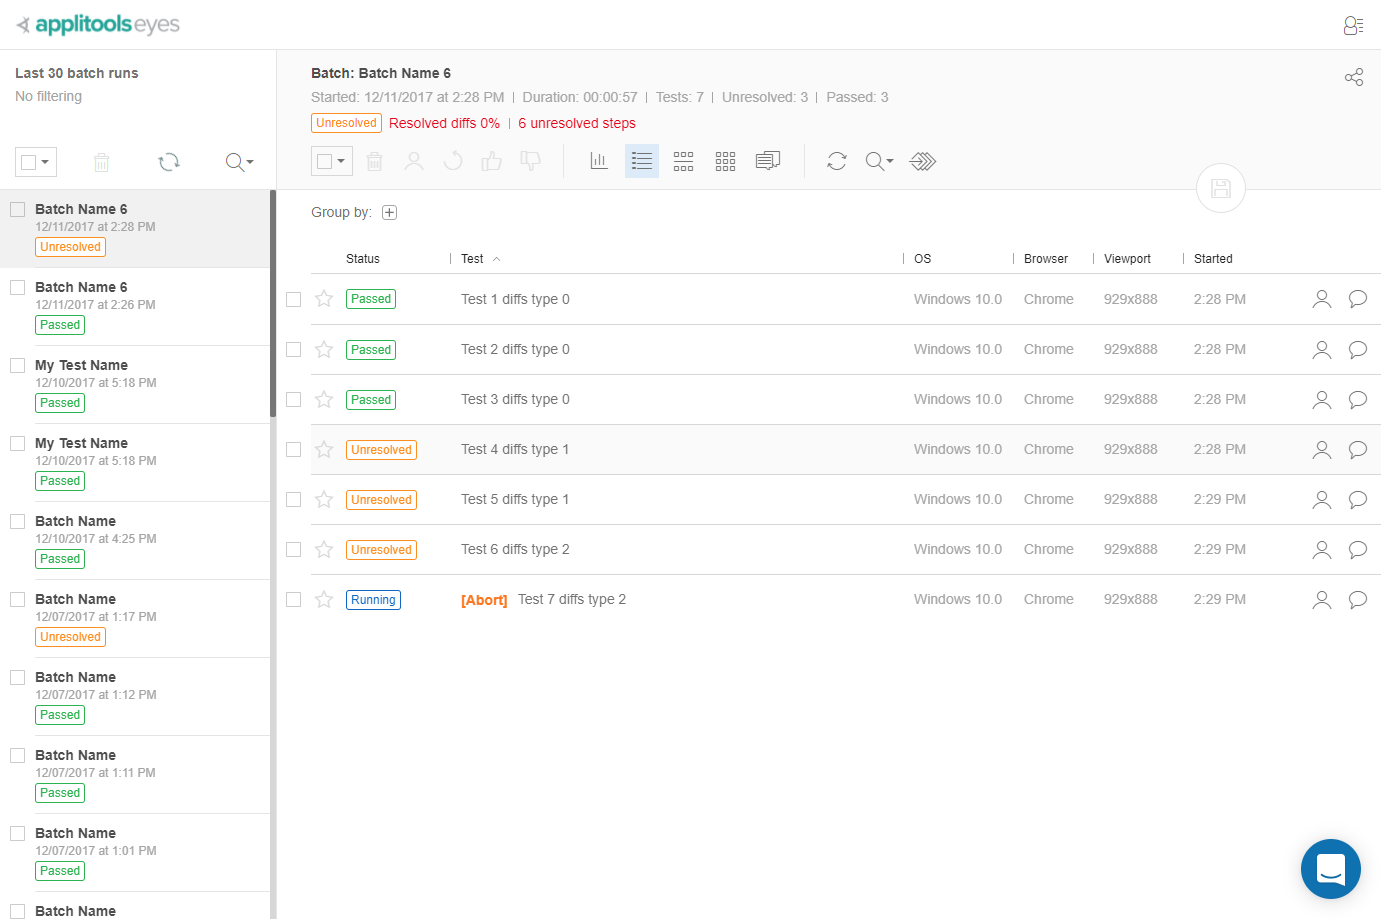 applitools eyes
Last 30 batch runs
No filtering
Batch Name 6
12/11/2017 at 2:28 PM
Unresolved
Batch Name 6
12/11/2017 at 2:26 PM
Passed
My Test Name
12/10/2017 at 5:18 PM
Passed
My Test Name
12/10/2017 at 5:18 PM
Passed
Batch Name
12/10/2017 at 4:25 PM
Passed
Batch Name
12/07/2017 at 1:17 PM
Unresolved
Batch Name
12/07/2017 at 1:12 PM
Passed
Batch Name
12/07/2017 at 1:11 PM
Passed
Batch Name
12/07/2017 at 1:01 PM
Passed
Batch Name
Batch: Batch Name 6
Started: 12/11/2017 at 2:28 PM | Duration: 00:00:57 | Tests: 7 | Unresolved: 3 | Passed: 3
Unresolved Resolved diffs 0% | 6 unresolved steps
Group by:
Status | Test | OS | Browser | Viewport | Started
Passed Test 1 diffs type 0 Windows 10.0 Chrome 929x888 2:28 PM
Passed Test 2 diffs type 0 Windows 10.0 Chrome 929x888 2:28 PM
Passed Test 3 diffs type 0 Windows 10.0 Chrome 929x888 2:28 PM
Unresolved Test 4 diffs type 1 Windows 10.0 Chrome 929x888 2:28 PM
Unresolved Test 5 diffs type 1 Windows 10.0 Chrome 929x888 2:29 PM
Unresolved Test 6 diffs type 2 Windows 10.0 Chrome 929x888 2:29 PM
Running [Abort] Test 7 diffs type 2 Windows 10.0 Chrome 929x888 2:29 PM